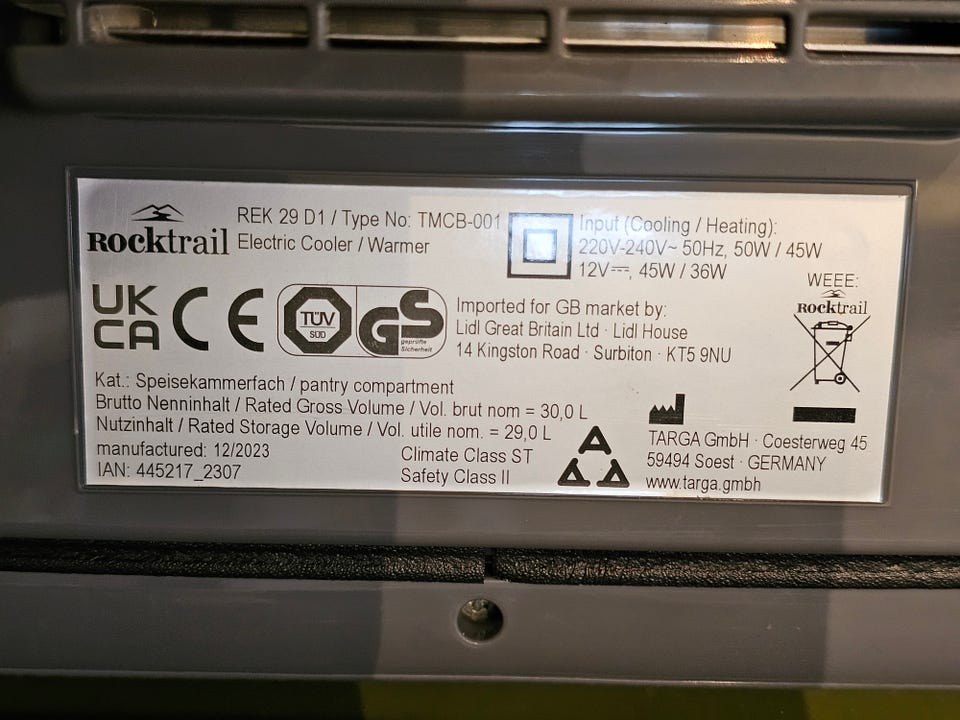 Rocktrail
REK 29 D1 / Type No: TMCB-001
Electric Cooler / Warmer
Input (Cooling / Heating):
220V-240V~ 50Hz, 50W / 45W
12V⎓, 45W / 36W
WEEE:
Rocktrail
UK
CA
CE
TÜV
SÜD
GS
geprüfte
Sicherheit
Imported for GB market by:
Lidl Great Britain Ltd · Lidl House
14 Kingston Road · Surbiton · KT5 9NU
Kat.: Speisekammerfach / pantry compartment
Brutto Nenninhalt / Rated Gross Volume / Vol. brut nom = 30,0 L
Nutzinhalt / Rated Storage Volume / Vol. utile nom. = 29,0 L
manufactured: 12/2023
IAN: 445217_2307
Climate Class ST
Safety Class II
TARGA GmbH · Coesterweg 45
59494 Soest · GERMANY
www.targa.gmbh